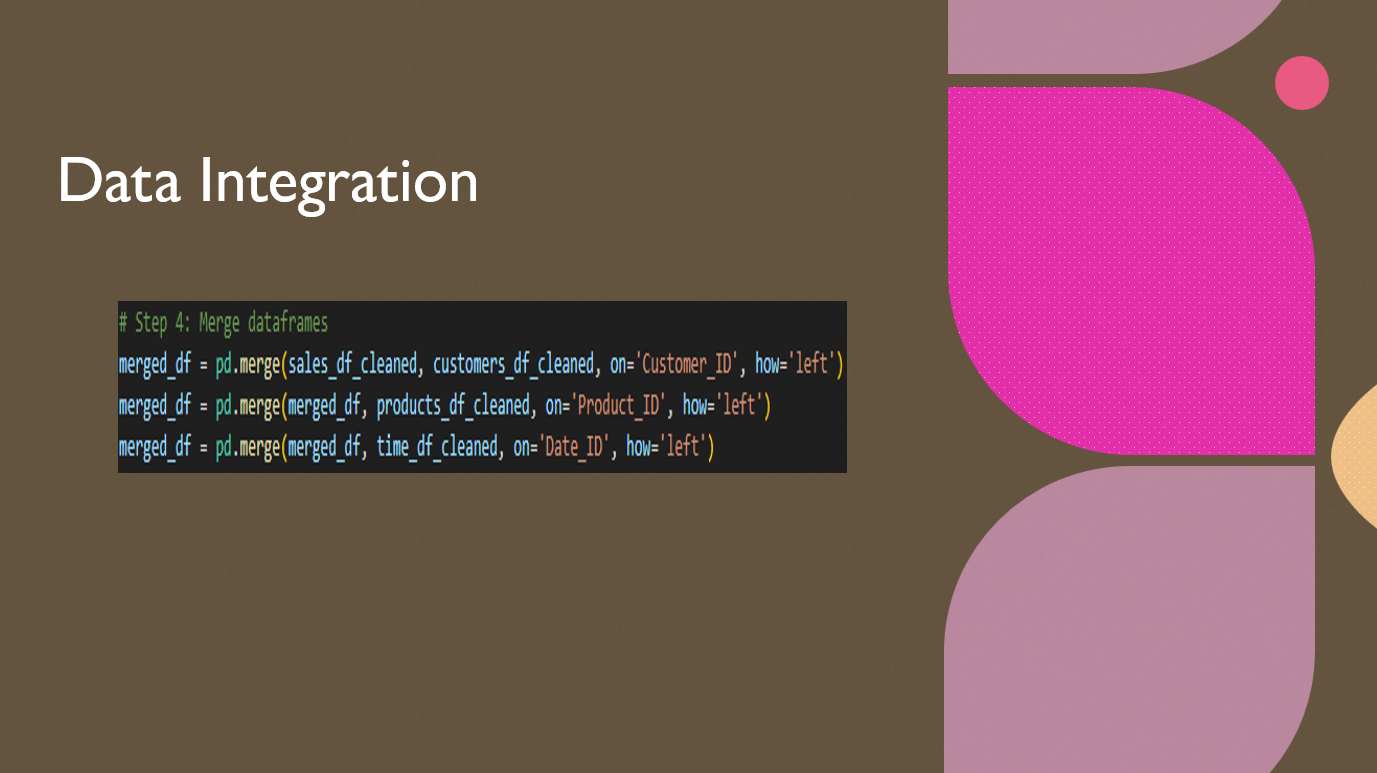 Data Integration
# Step 4: Merge dataframes
merged_df = pd.merge(sales_df_cleaned, customers_df_cleaned, on='Customer_ID', how='left')
merged_df = pd.merge(merged_df, products_df_cleaned, on='Product_ID', how='left')
merged_df = pd.merge(merged_df, time_df_cleaned, on='Date_ID', how='left')